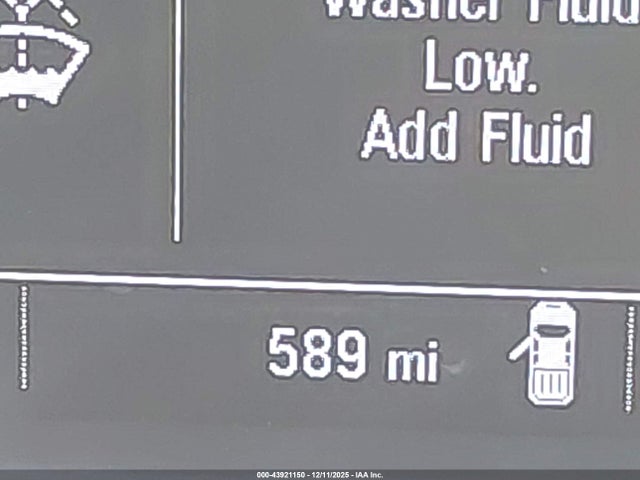 Washer Fluid
Low.
Add Fluid
589 mi
000-43921150 - 12/11/2025 - IAA Inc.